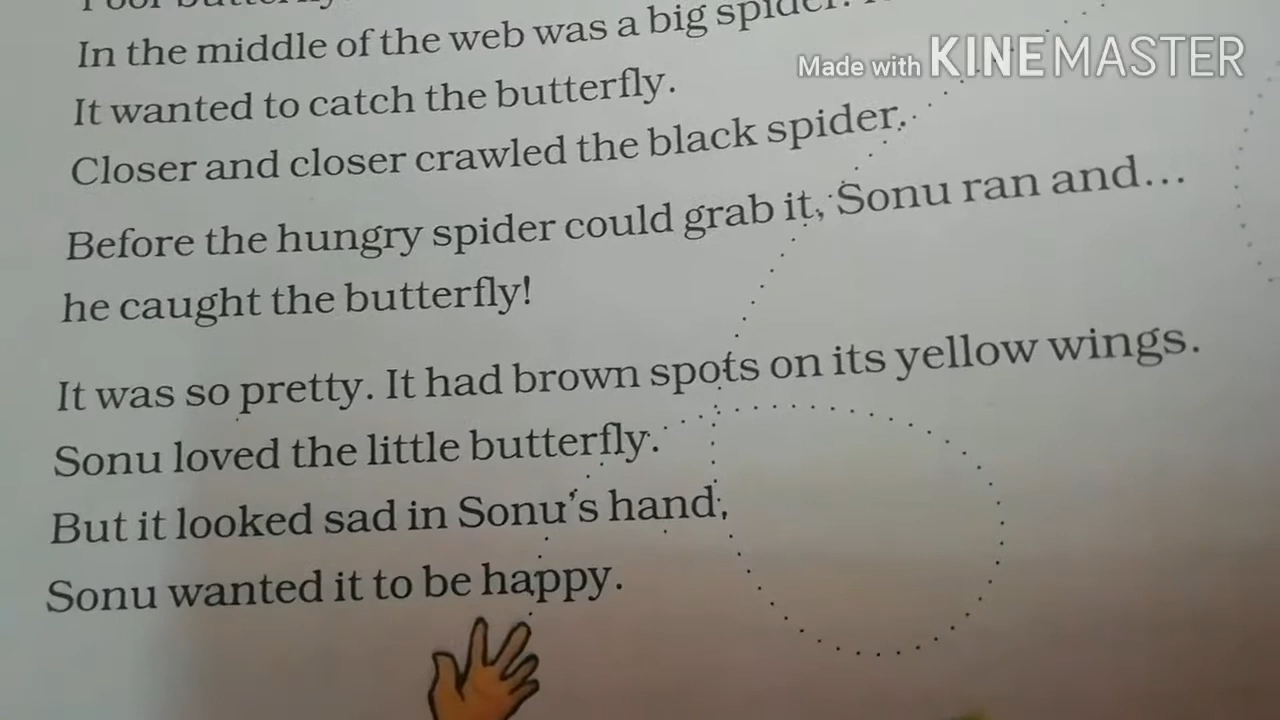 In the middle of the web was a big spider.
Made with KINEMASTER
It wanted to catch the butterfly.
Closer and closer crawled the black spider.
Before the hungry spider could grab it, Sonu ran and...
he caught the butterfly!
It was so pretty. It had brown spots on its yellow wings.
Sonu loved the little butterfly.
But it looked sad in Sonu's hand,
Sonu wanted it to be happy.